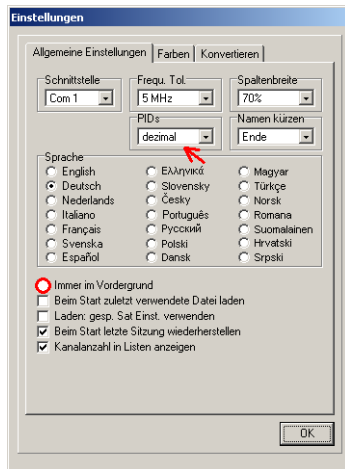 Einstellungen
Allgemeine Einstellungen Farben Konvertieren
Schnittstelle Frequ. Tol. Spaltenbreite
Com 1 5 MHz 70%
PIDs Namen kürzen
dezimal Ende
Sprache
English Ελληνικά Magyar
Deutsch Slovensky Türkçe
Nederlands Česky Norsk
Italiano Português Romana
Français Русский Suomalainen
Svenska Polski Hrvatski
Español Dansk Srpski
Immer im Vordergrund
Beim Start zuletzt verwendete Datei laden
Laden: gesp. Sat Einst. verwenden
Beim Start letzte Sitzung wiederherstellen
Kanalanzahl in Listen anzeigen
OK